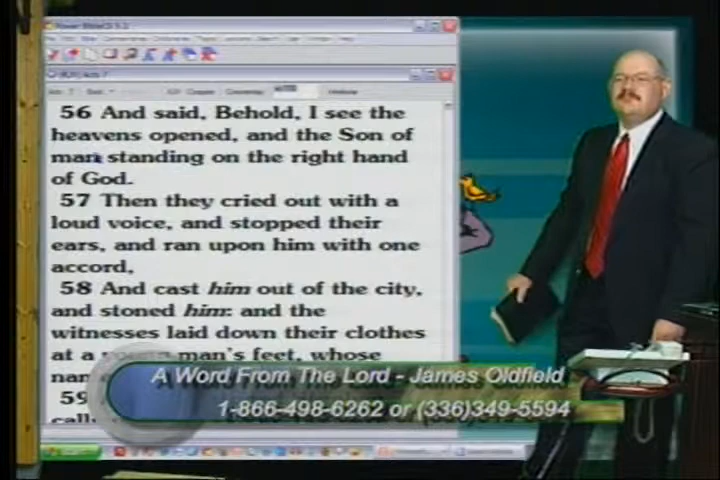 Acts 7
56 And said, Behold, I see the
heavens opened, and the Son of
man standing on the right hand
of God.
57 Then they cried out with a
loud voice, and stopped their
ears, and ran upon him with one
accord,
58 And cast him out of the city,
and stoned him: and the
witnesses laid down their clothes
at a man's feet, whose
59
A Word From The Lord - James Oldfield
1-866-498-6262 or (336)349-5594